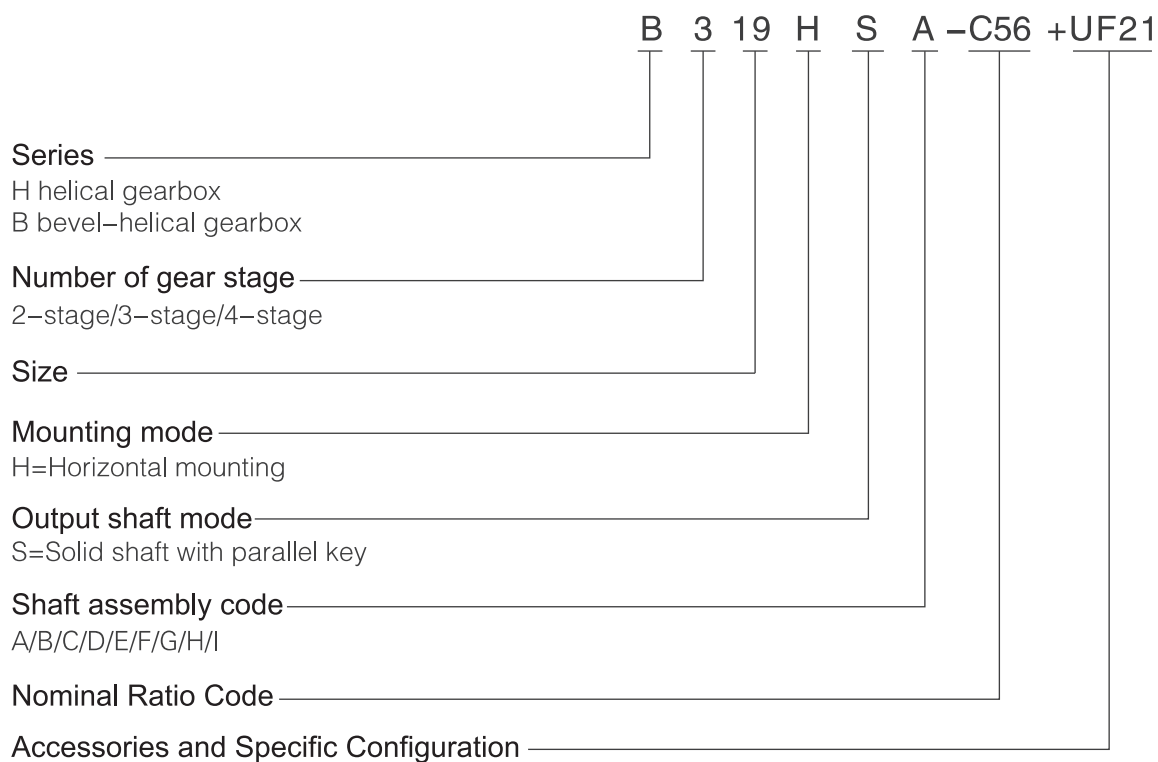 B 3 19 H S A –C56 +UF21
Series
H helical gearbox
B bevel–helical gearbox
Number of gear stage
2–stage/3–stage/4–stage
Size
Mounting mode
H=Horizontal mounting
Output shaft mode
S=Solid shaft with parallel key
Shaft assembly code
A/B/C/D/E/F/G/H/I
Nominal Ratio Code
Accessories and Specific Configuration